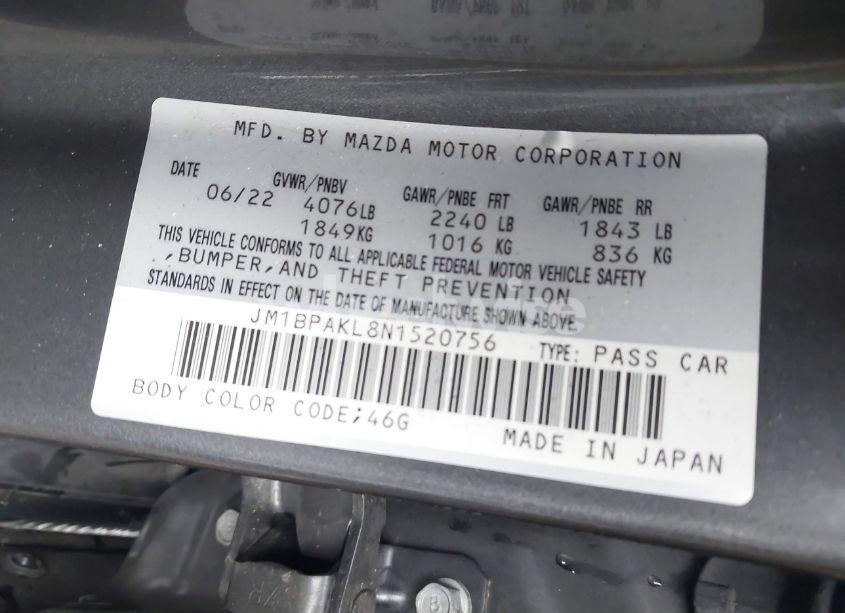 MFD. BY MAZDA MOTOR CORPORATION
DATE GVWR/PNBV GAWR/PNBE FRT GAWR/PNBE RR
06/22 4076LB 2240 LB 1843 LB
1849KG 1016 KG 836 KG
THIS VEHICLE CONFORMS TO ALL APPLICABLE FEDERAL MOTOR VEHICLE SAFETY
,BUMPER,AND THEFT PREVENTION
STANDARDS IN EFFECT ON THE DATE OF MANUFACTURE SHOWN ABOVE
JM1BPAKL8N1520756 TYPE: PASS CAR
BODY COLOR CODE;46G
MADE IN JAPAN
8